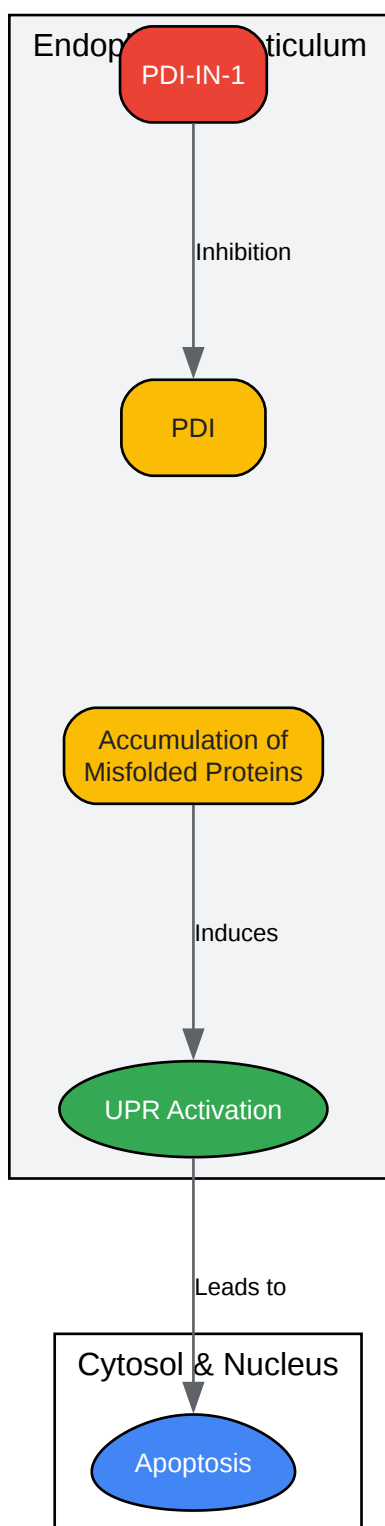 Endop ticulum
PDI-IN-1
Inhibition
PDI
Accumulation of
Misfolded Proteins
Induces
UPR Activation
Leads to
Cytosol & Nucleus
Apoptosis